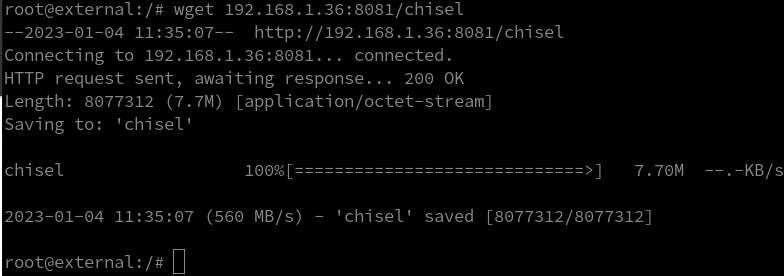 root@external:/# wget 192.168.1.36:8081/chisel
--2023-01-04 11:35:07--  http://192.168.1.36:8081/chisel
Connecting to 192.168.1.36:8081... connected.
HTTP request sent, awaiting response... 200 OK
Length: 8077312 (7.7M) [application/octet-stream]
Saving to: 'chisel'
chisel                  100%[=============================>]   7.70M  --.-KB/s
2023-01-04 11:35:07 (560 MB/s) - 'chisel' saved [8077312/8077312]
root@external:/#